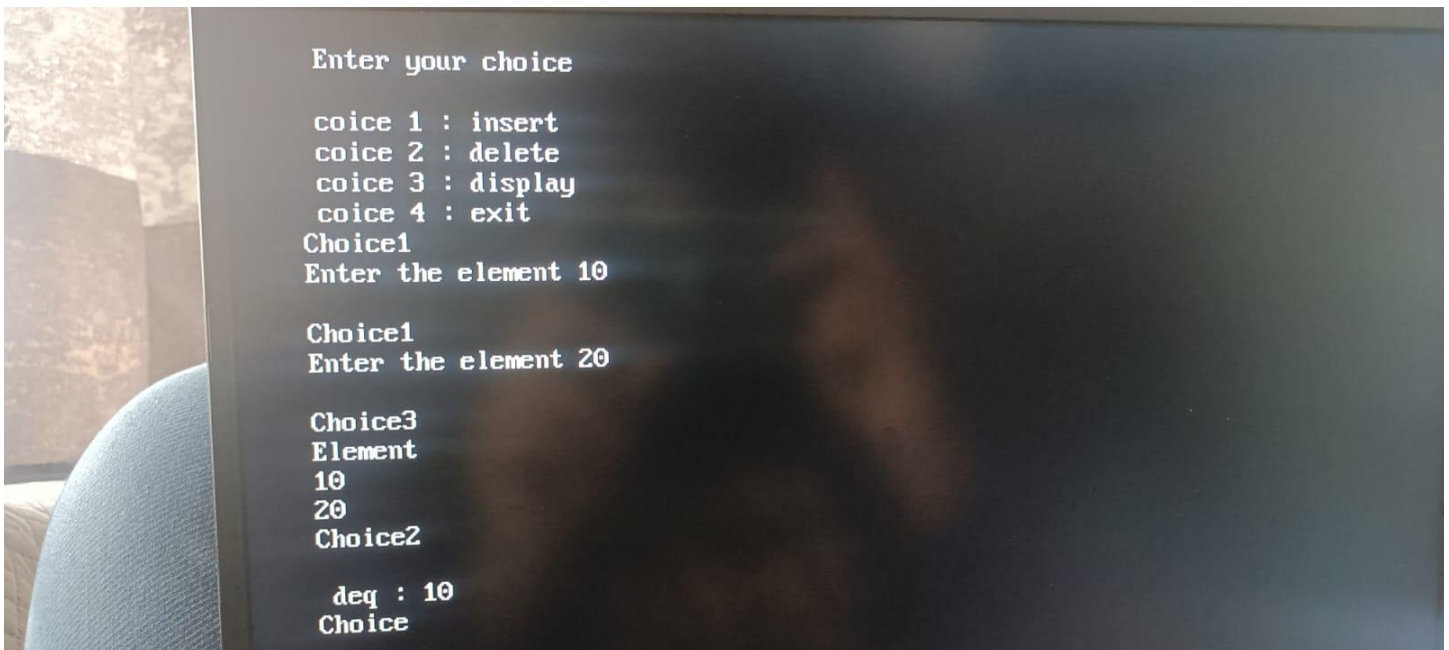 Enter your choice
coice 1 : insert
coice 2 : delete
coice 3 : display
coice 4 : exit
Choice1
Enter the element 10
Choice1
Enter the element 20
Choice3
Element
10
20
Choice2
deq : 10
Choice